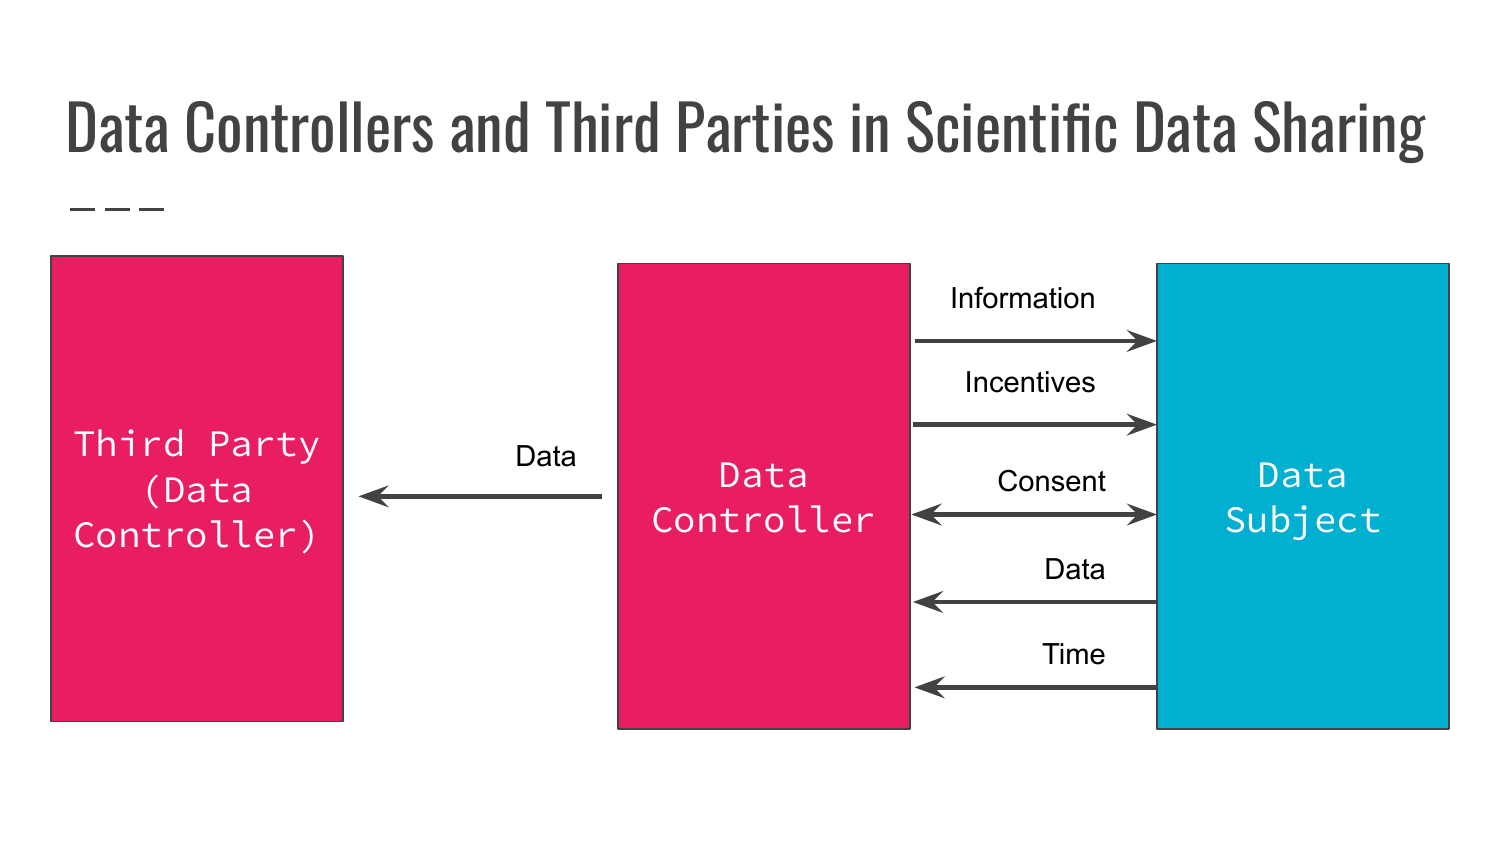 Data Controllers and Third Parties in Scientific Data Sharing
Third Party
(Data
Controller)
Data
Data
Controller
Information
Incentives
Consent
Data
Time
Data
Subject